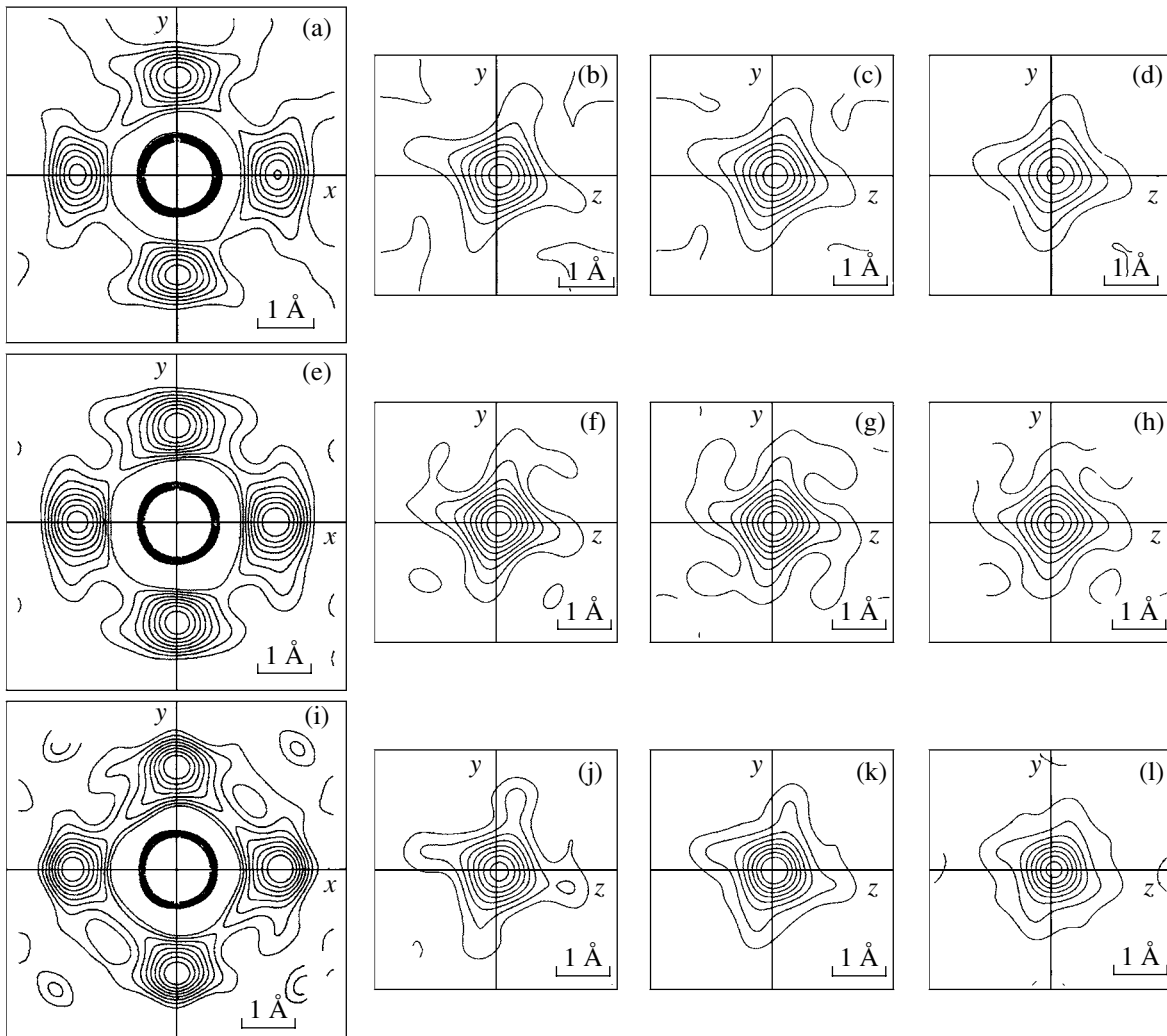 y (a)
x
1 Å
y (b)
z
1 Å
y (c)
z
1 Å
y (d)
z
1 Å
y (e)
x
1 Å
y (f)
z
1 Å
y (g)
z
1 Å
y (h)
z
1 Å
y (i)
x
1 Å
y (j)
z
1 Å
y (k)
z
1 Å
y (l)
z
1 Å